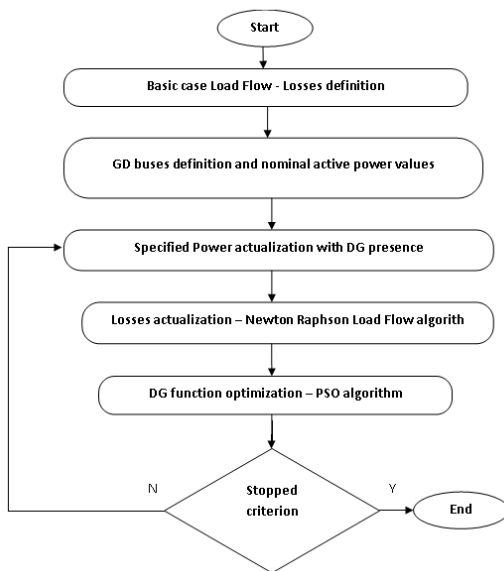 Start
Basic case Load Flow - Losses definition
GD buses definition and nominal active power values
Specified Power actualization with DG presence
Losses actualization – Newton Raphson Load Flow algorith
DG function optimization – PSO algorithm
N
Stopped
criterion
Y
End